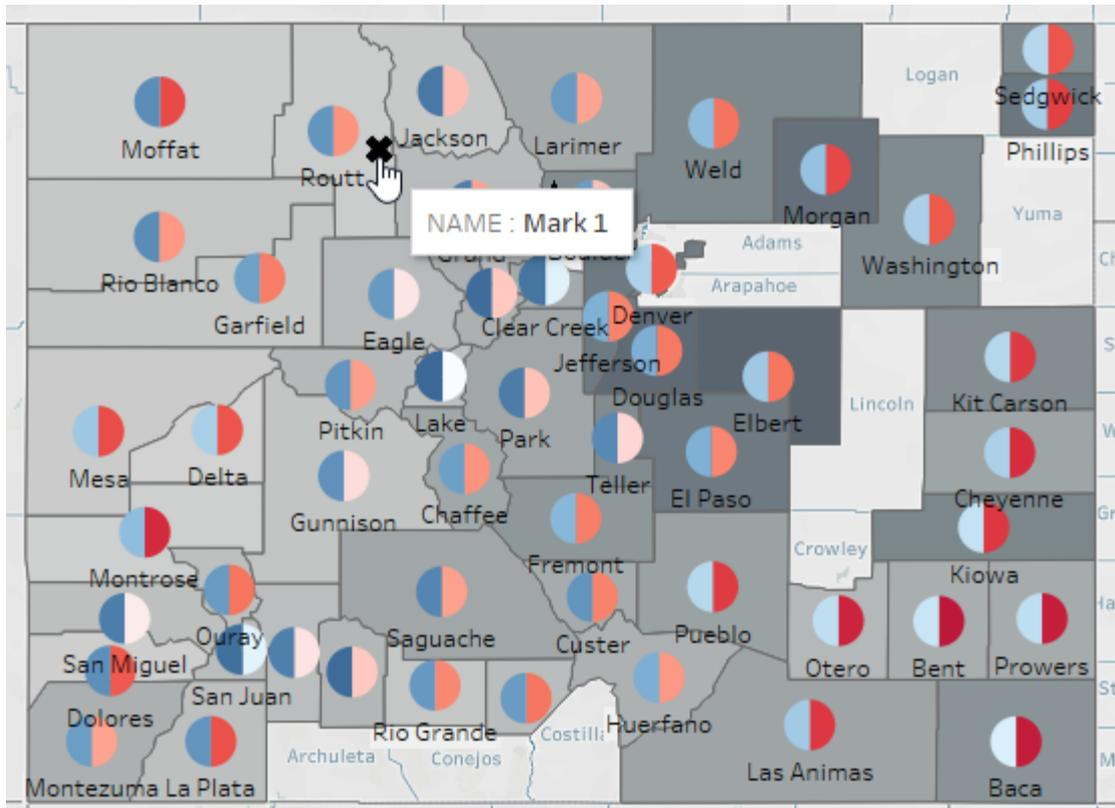 Logan
Sedgwick
Jackson
Larimer
Moffat
Weld
Phillips
Routt
Morgan
Yuma
NAME : Mark 1
Adams
Washington
Rio Blanco
Arapahoe
Garfield
Eagle
Clear Creek
Denver
Jefferson
Douglas
Elbert
Kit Carson
Lincoln
Pitkin
Lake
Park
Mesa
Delta
Teller
El Paso
Cheyenne
Gunnison
Chaffee
Crowley
Fremont
Montrose
Kiowa
Ouray
Saguache
Custer
Pueblo
San Miguel
Otero
Bent
Prowers
San Juan
Dolores
Rio Grande
Huerfano
Costilla
Archuleta
Conejos
Las Animas
Montezuma
La Plata
Baca